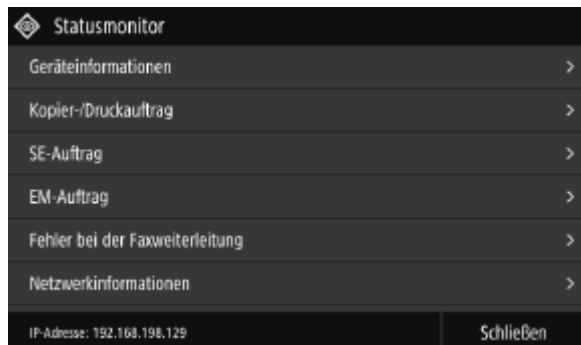 Statusmonitor
Geräteinformationen
Kopier-/Druckauftrag
SE-Auftrag
EM-Auftrag
Fehler bei der Faxweiterleitung
Netzwerkinformationen
IP-Adresse: 192.168.198.129
Schließen